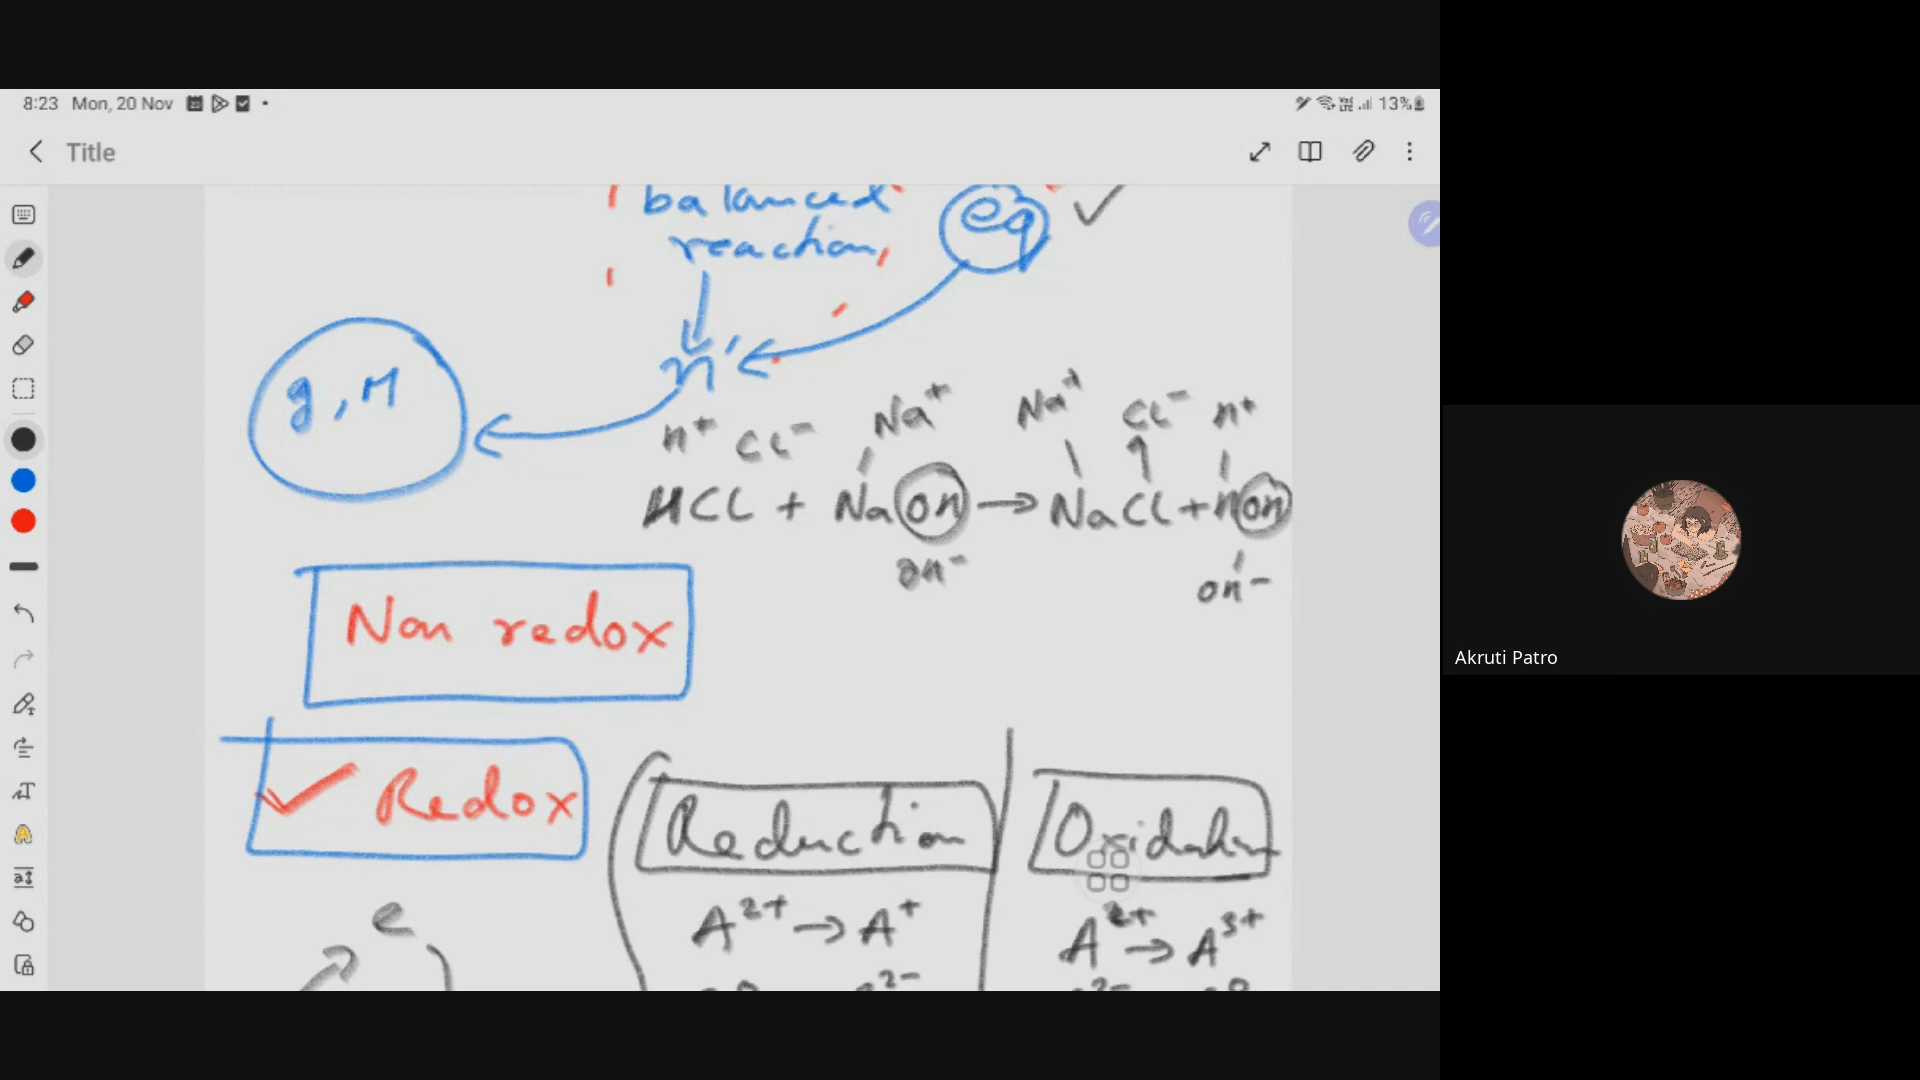 8:23 Mon, 20 Nov
13%
Title
balanced
reaction,
eq
n'
g, M
H+ Cl- Na+ Na+ Cl- H+
HCl + NaOH → NaCl + HOH
OH- OH-
Non redox
Redox
Reduction
Oxidation
A2+ → A+
A2+ → A3+
e
2-
Akruti Patro